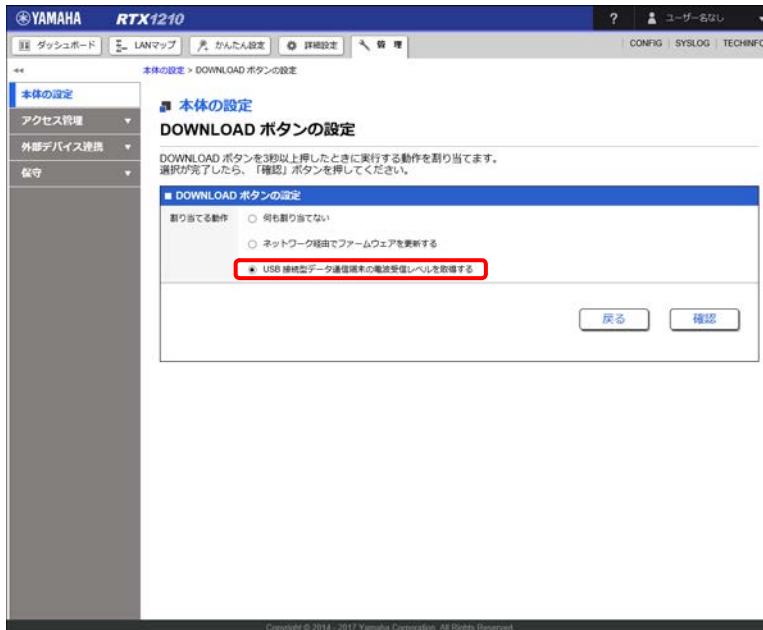 YAMAHA RTX1210 ? ユーザー名なし
ダッシュボード LANマップ かんたん設定 詳細設定 管理 CONFIG SYSLOG TECHINFO
本体の設定 > DOWNLOAD ボタンの設定
本体の設定
アクセス管理
外部デバイス連携
保守
本体の設定
DOWNLOAD ボタンの設定
DOWNLOAD ボタンを3秒以上押したときに実行する動作を割り当てます。
選択が完了したら、「確認」ボタンを押してください。
DOWNLOAD ボタンの設定
割り当てる動作 何も割り当てない
ネットワーク経由でファームウェアを更新する
USB 接続型データ通信端末の電波受信レベルを取得する
戻る 確認
Copyright © 2014 - 2017 Yamaha Corporation. All Rights Reserved.